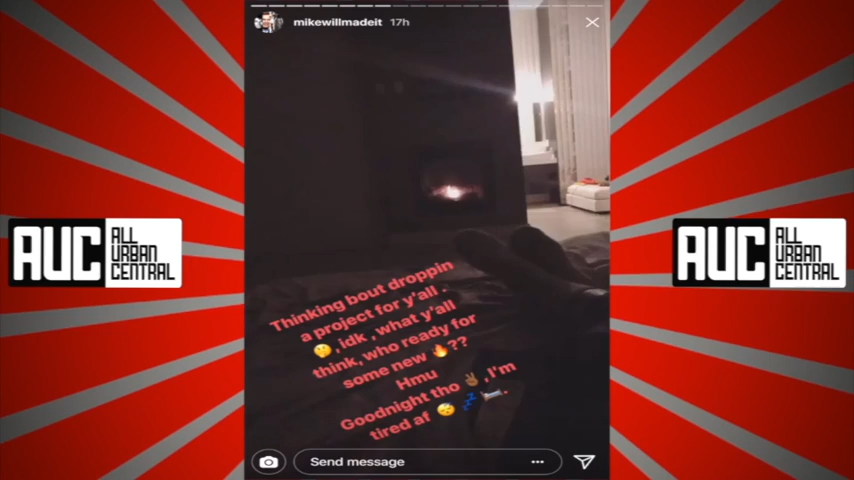 mikewillmadeit 17h
AUC ALL
URBAN
CENTRAL
AUC ALL
URBAN
CENTRAL
Thinking bout droppin
a project for y'all .
🤔,idk , what y'all
think, who ready for
some new 🔥??
Hmu
Goodnight tho ✌🏾,I'm
tired af 😴 💤 🛏️.
Send message